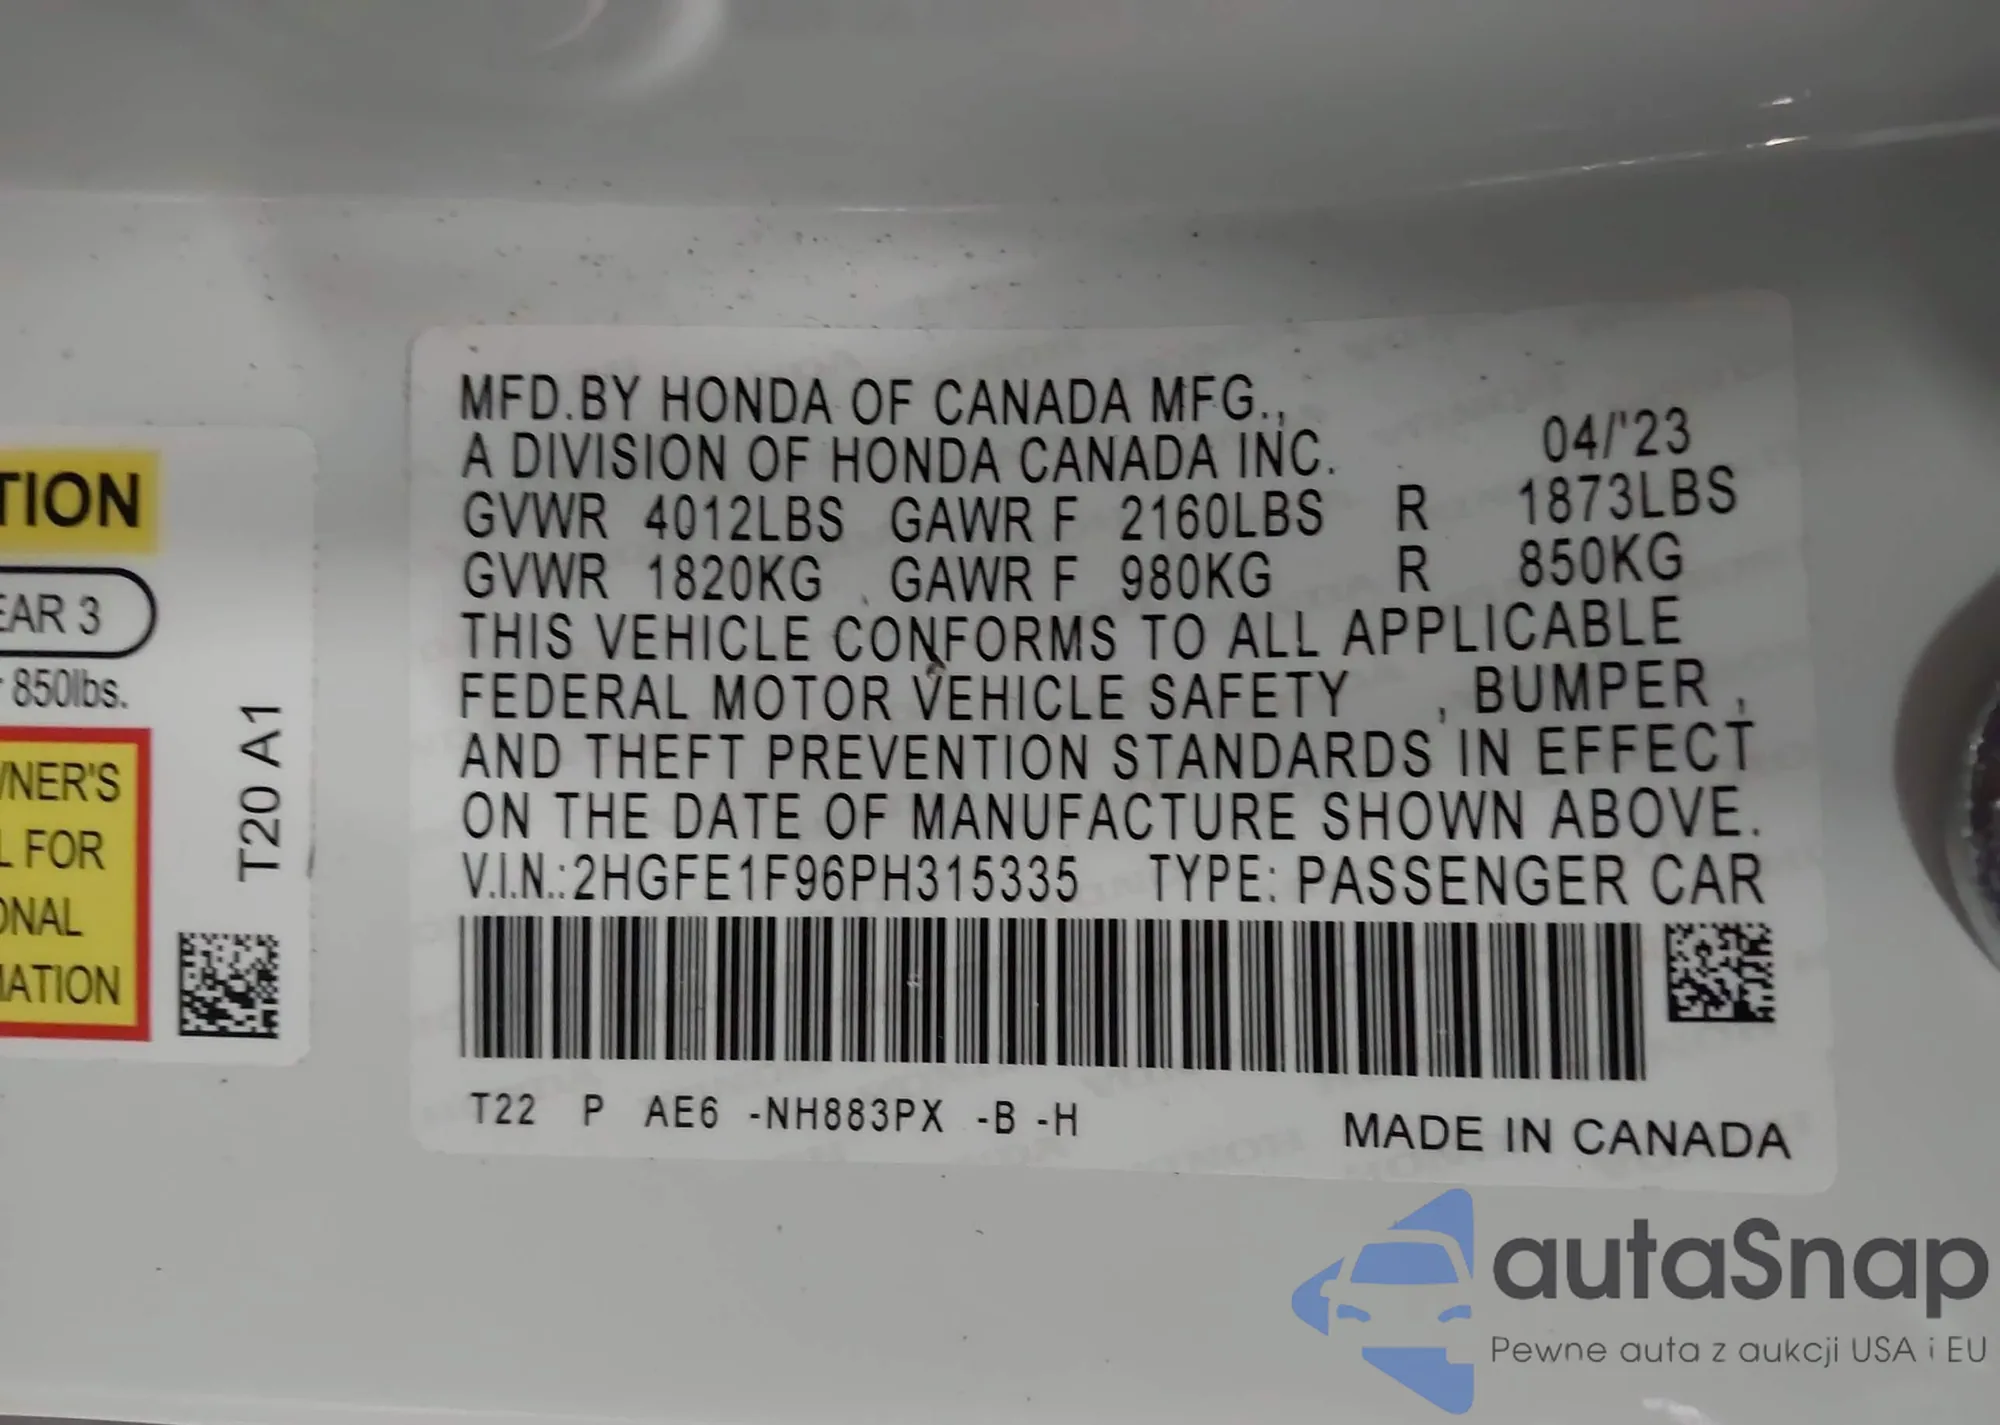 TION
EAR 3
850lbs.
NER'S
L FOR
ONAL
MATION
T20 A1
MFD.BY HONDA OF CANADA MFG.,
A DIVISION OF HONDA CANADA INC. 04/'23
GVWR 4012LBS GAWR F 2160LBS R 1873LBS
GVWR 1820KG GAWR F 980KG R 850KG
THIS VEHICLE CONFORMS TO ALL APPLICABLE
FEDERAL MOTOR VEHICLE SAFETY , BUMPER ,
AND THEFT PREVENTION STANDARDS IN EFFECT
ON THE DATE OF MANUFACTURE SHOWN ABOVE.
V.I.N.:2HGFE1F96PH315335 TYPE: PASSENGER CAR
T22 P AE6 -NH883PX -B -H
MADE IN CANADA
autaSnap
Pewne auta z aukcji USA i EU